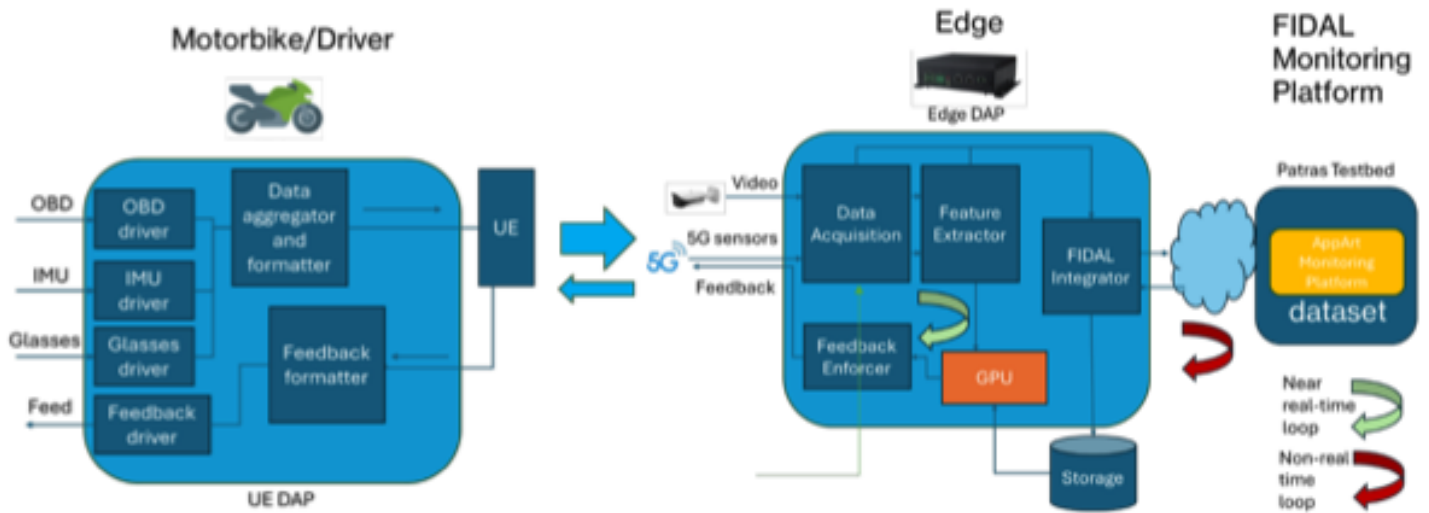 Motorbike/Driver
Edge
FIDAL
Monitoring
Platform
Edge DAP
Patras Testbed
OBD
OBD
driver
Data
aggregator
and
formatter
UE
IMU
IMU
driver
Glasses
Glasses
driver
Feedback
formatter
Feed
Feedback
driver
UE DAP
Video
5G sensors
5G
Feedback
Data
Acquisition
Feature
Extractor
FIDAL
Integrator
Feedback
Enforcer
GPU
Storage
AppArt
Monitoring
Platform
dataset
Near
real-time
loop
Non-real
time
loop